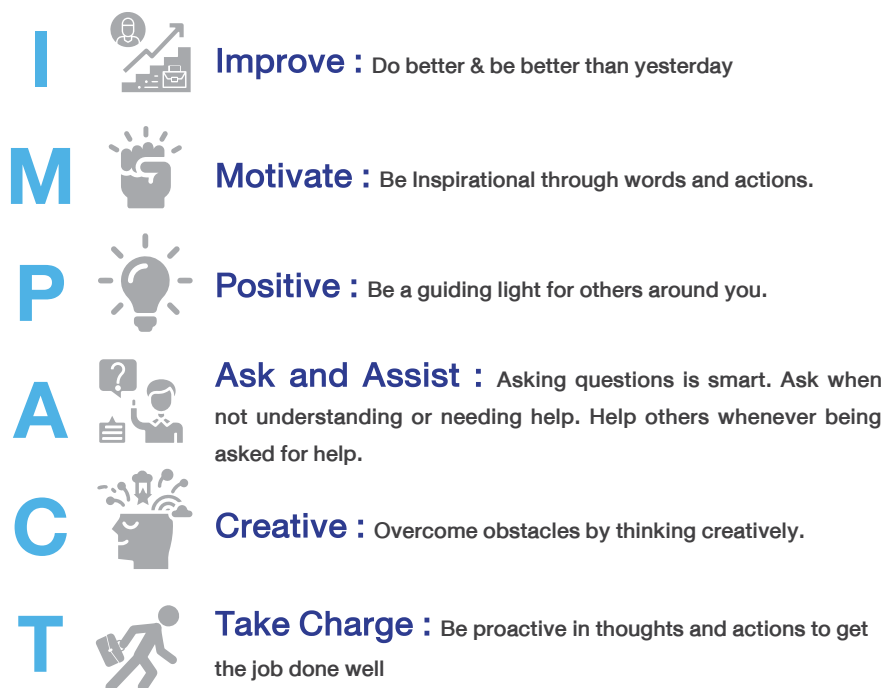 I
Improve : Do better & be better than yesterday
M
Motivate : Be Inspirational through words and actions.
P
Positive : Be a guiding light for others around you.
A
?
Ask and Assist : Asking questions is smart. Ask when
not understanding or needing help. Help others whenever being
asked for help.
C
Creative : Overcome obstacles by thinking creatively.
T
Take Charge : Be proactive in thoughts and actions to get
the job done well